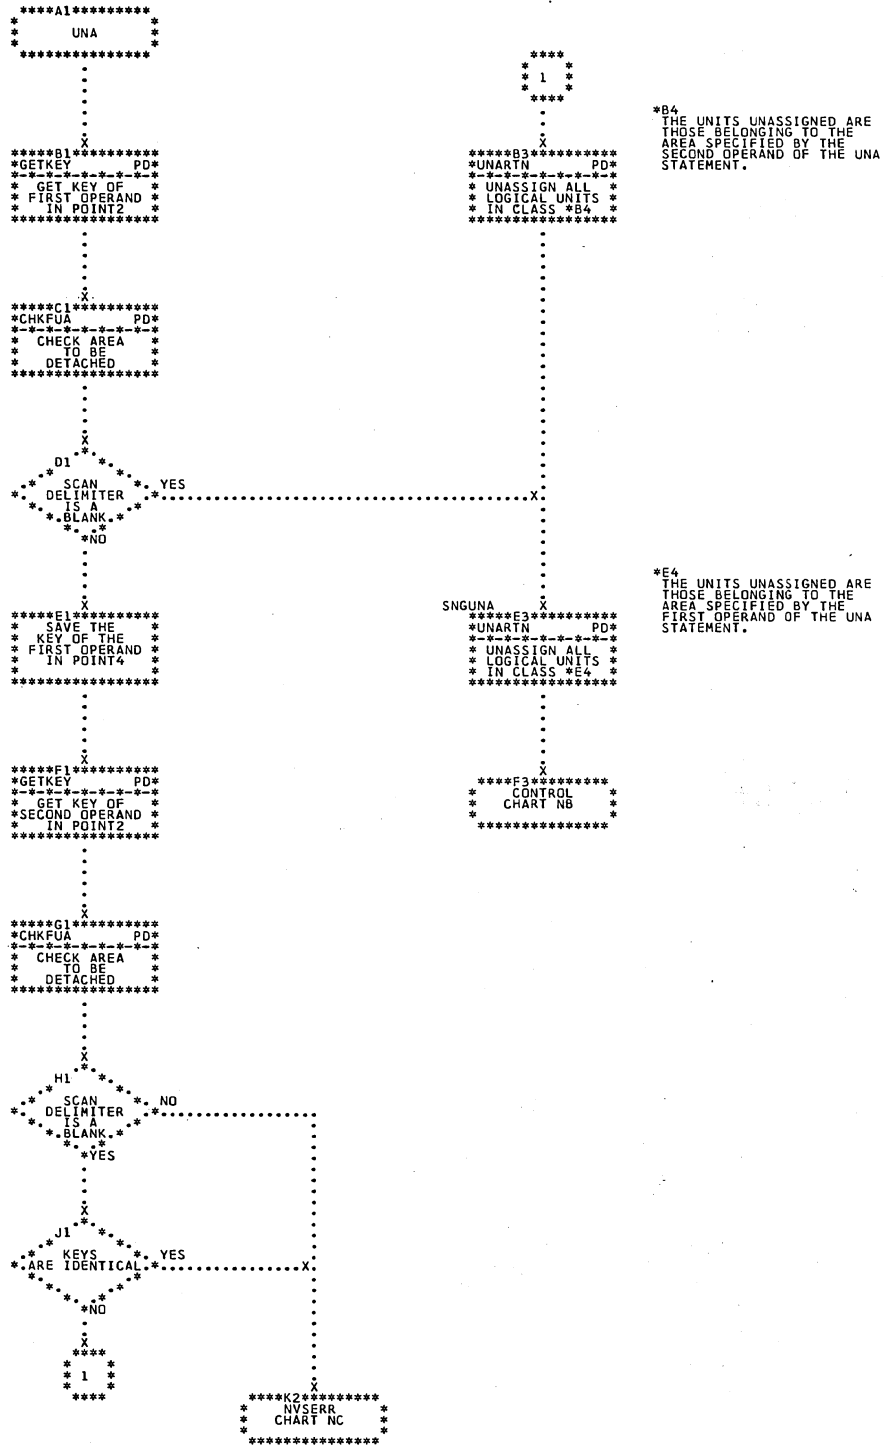 ****A1*********
UNA
1
*B4
THE UNITS UNASSIGNED ARE
THOSE BELONGING TO THE
AREA SPECIFIED BY THE
SECOND OPERAND OF THE UNA
STATEMENT.
*****B1**********
*GETKEY PD*
*-*-*-*-*-*-*-*-*
* GET KEY OF *
* FIRST OPERAND *
* IN POINT2 *
*****************
*****B3**********
*UNARTN PD*
*-*-*-*-*-*-*-*-*
* UNASSIGN ALL *
* LOGICAL UNITS *
* IN CLASS *B4 *
*****************
*****C1**********
*CHKFUA PD*
*-*-*-*-*-*-*-*-*
* CHECK AREA *
* TO BE *
* DETACHED *
*****************
D1
SCAN
DELIMITER
IS A
BLANK
YES
*NO
*****E1**********
* SAVE THE *
* KEY OF THE *
* FIRST OPERAND *
* IN POINT4 *
*****************
SNGUNA
*****E3**********
*UNARTN PD*
*-*-*-*-*-*-*-*-*
* UNASSIGN ALL *
* LOGICAL UNITS *
* IN CLASS *E4 *
*****************
*E4
THE UNITS UNASSIGNED ARE
THOSE BELONGING TO THE
AREA SPECIFIED BY THE
FIRST OPERAND OF THE UNA
STATEMENT.
*****F1**********
*GETKEY PD*
*-*-*-*-*-*-*-*-*
* GET KEY OF *
*SECOND OPERAND *
* IN POINT2 *
*****************
****F3*********
CONTROL
CHART NB
***************
*****G1**********
*CHKFUA PD*
*-*-*-*-*-*-*-*-*
* CHECK AREA *
* TO BE *
* DETACHED *
*****************
H1
SCAN
DELIMITER
IS A
BLANK
NO
*YES
J1
KEYS
ARE IDENTICAL
YES
*NO
1
****K2*********
NVSERR
CHART NC
***************